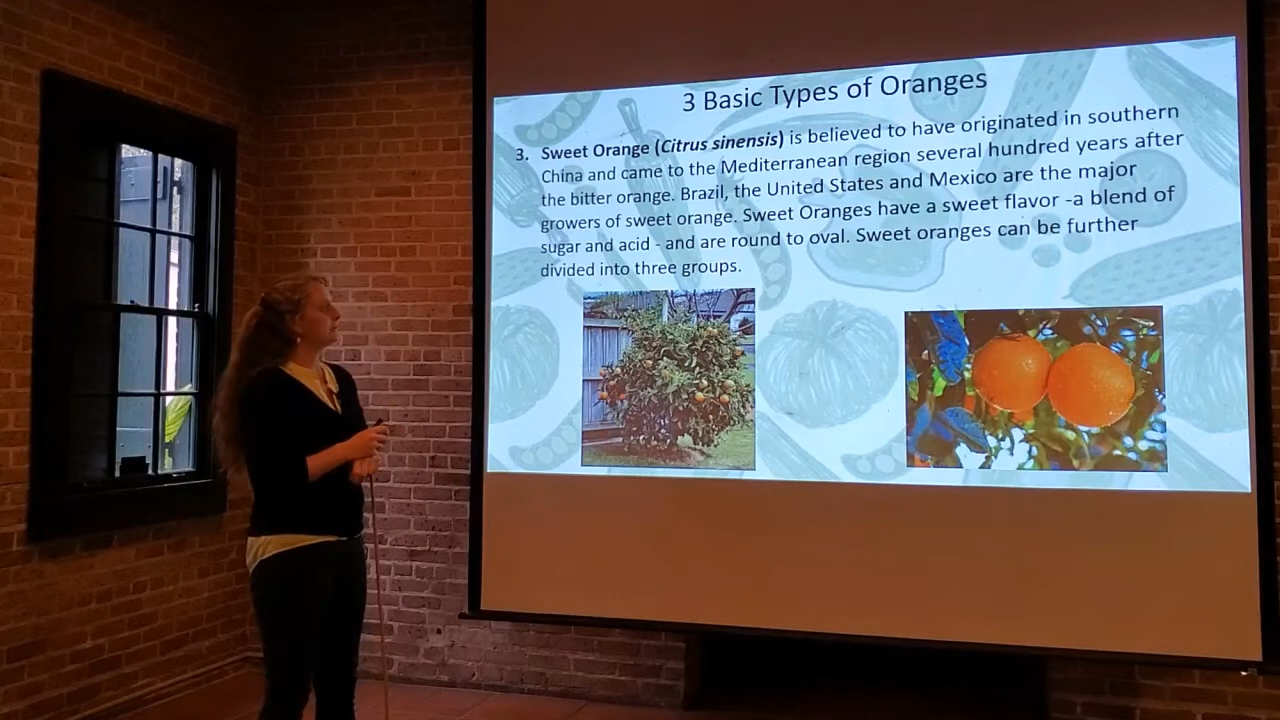 3 Basic Types of Oranges
3. Sweet Orange (Citrus sinensis) is believed to have originated in southern
China and came to the Mediterranean region several hundred years after
the bitter orange. Brazil, the United States and Mexico are the major
growers of sweet orange. Sweet Oranges have a sweet flavor -a blend of
sugar and acid - and are round to oval. Sweet oranges can be further
divided into three groups.